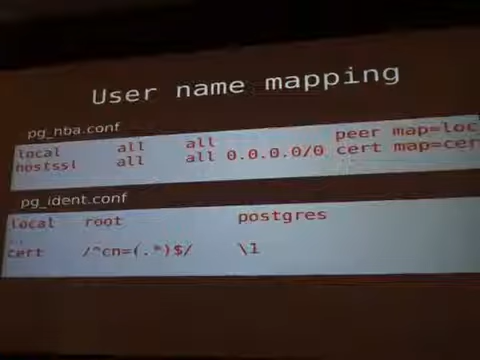 User name mapping
pg_hba.conf
local all all peer map=loc
hostssl all all 0.0.0.0/0 cert map=cer
pg_ident.conf
local root postgres
cert /^cn=(.*)$/ \1